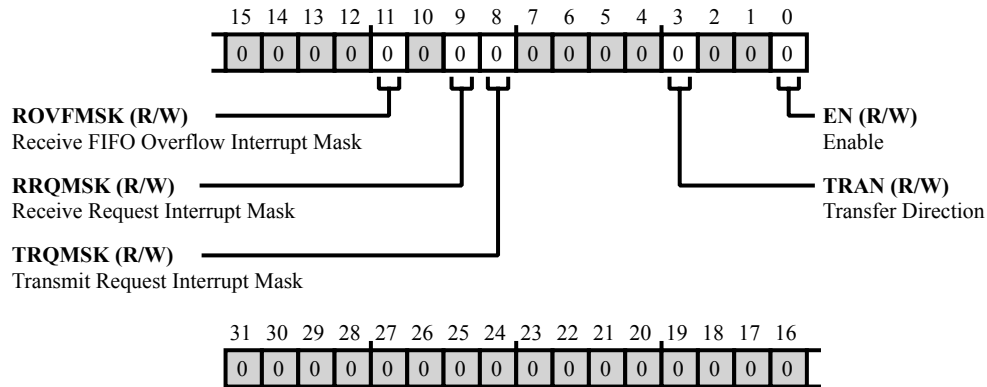 15 14 13 12 11 10 9 8 7 6 5 4 3 2 1 0
0 0 0 0 0 0 0 0 0 0 0 0 0 0 0 0
ROVFMSK (R/W)
Receive FIFO Overflow Interrupt Mask
EN (R/W)
Enable
RRQMSK (R/W)
Receive Request Interrupt Mask
TRAN (R/W)
Transfer Direction
TRQMSK (R/W)
Transmit Request Interrupt Mask
31 30 29 28 27 26 25 24 23 22 21 20 19 18 17 16
0 0 0 0 0 0 0 0 0 0 0 0 0 0 0 0